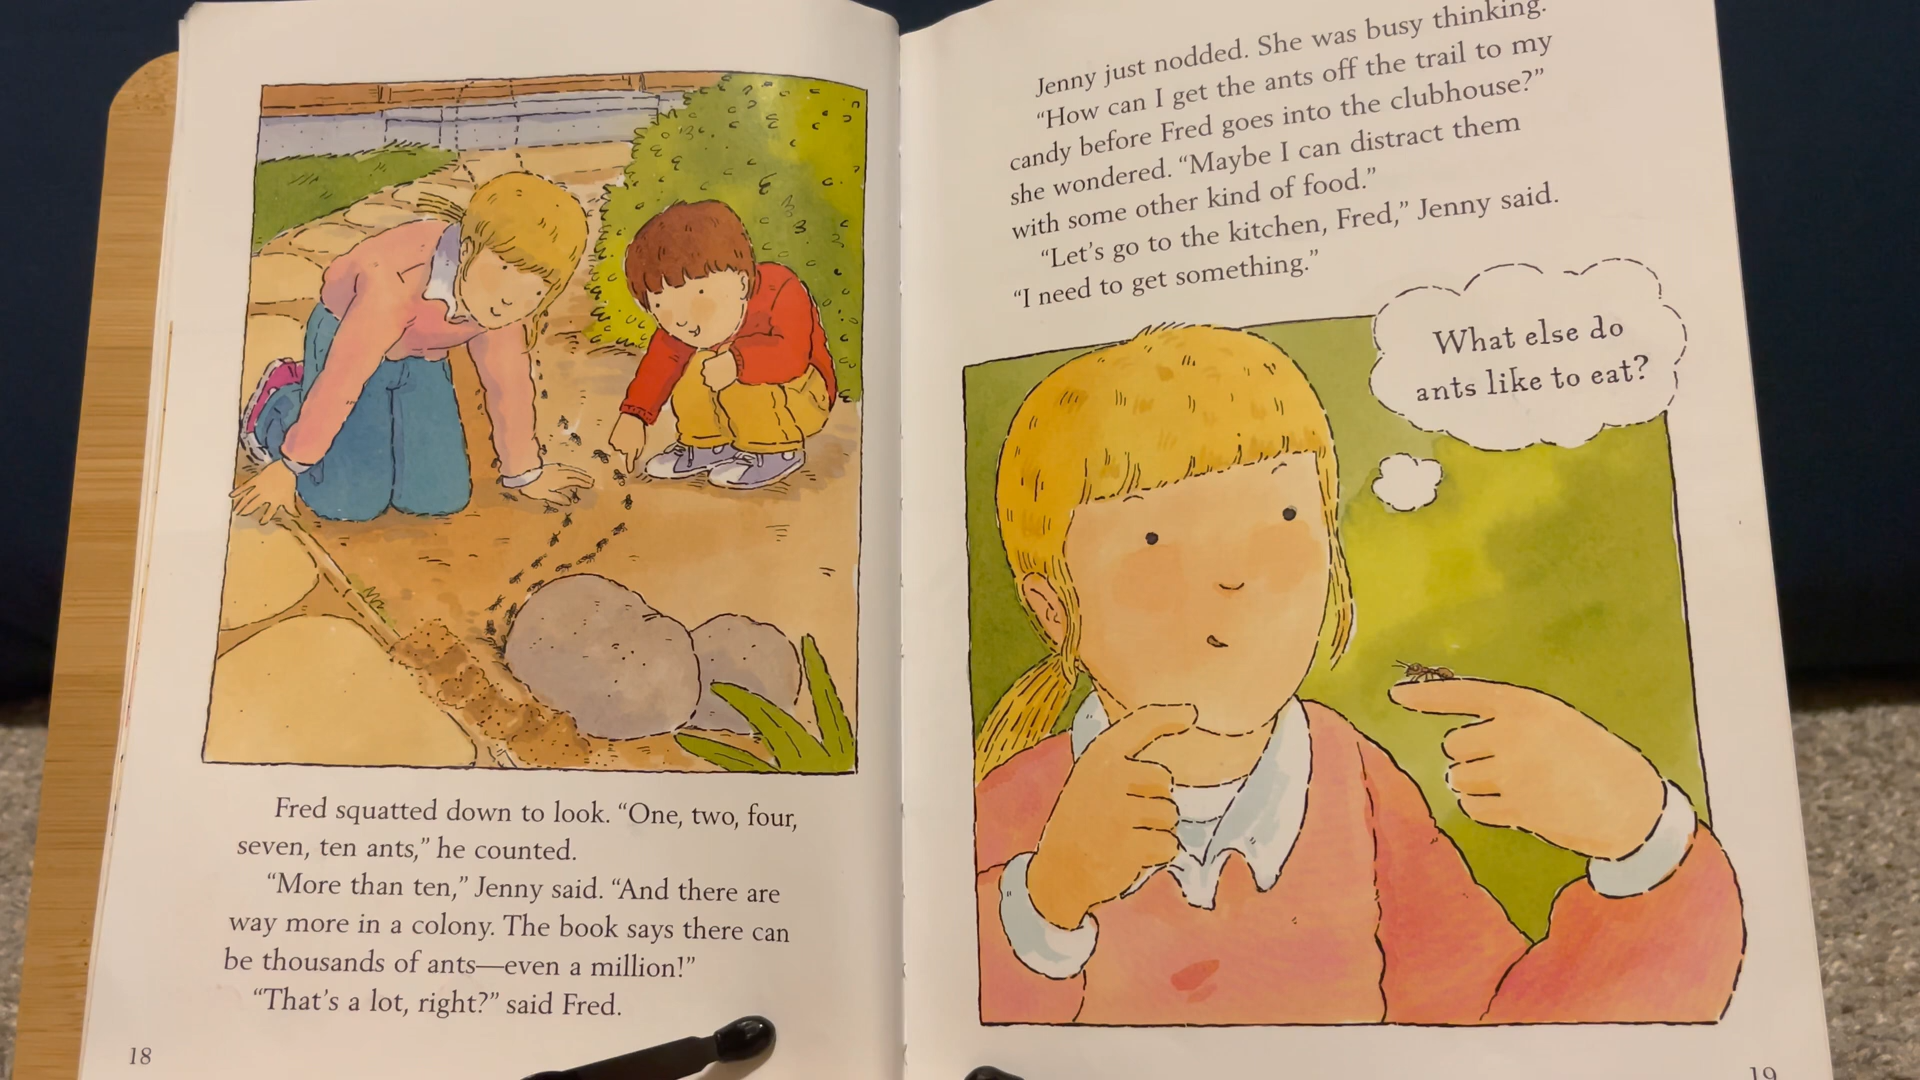 Fred squatted down to look. “One, two, four,
seven, ten ants,” he counted.
“More than ten,” Jenny said. “And there are
way more in a colony. The book says there can
be thousands of ants—even a million!”
“That’s a lot, right?” said Fred.
18
Jenny just nodded. She was busy thinking.
“How can I get the ants off the trail to my
candy before Fred goes into the clubhouse?”
she wondered. “Maybe I can distract them
with some other kind of food.”
“Let’s go to the kitchen, Fred,” Jenny said.
“I need to get something.”
What else do
ants like to eat?
19